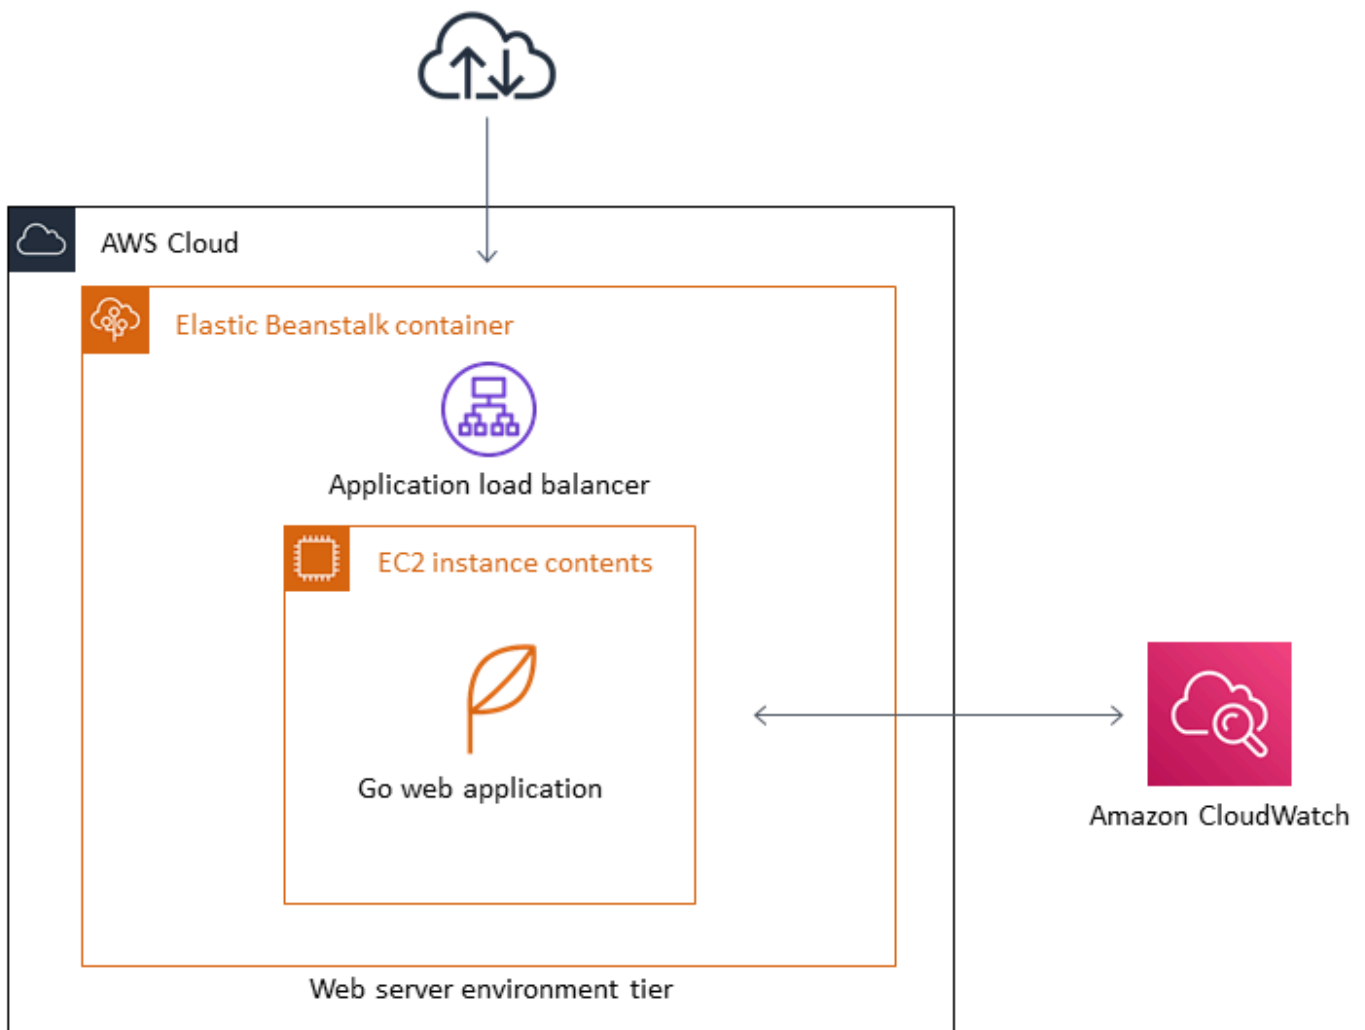 AWS Cloud
Elastic Beanstalk container
Application load balancer
EC2 instance contents
Go web application
Amazon CloudWatch
Web server environment tier